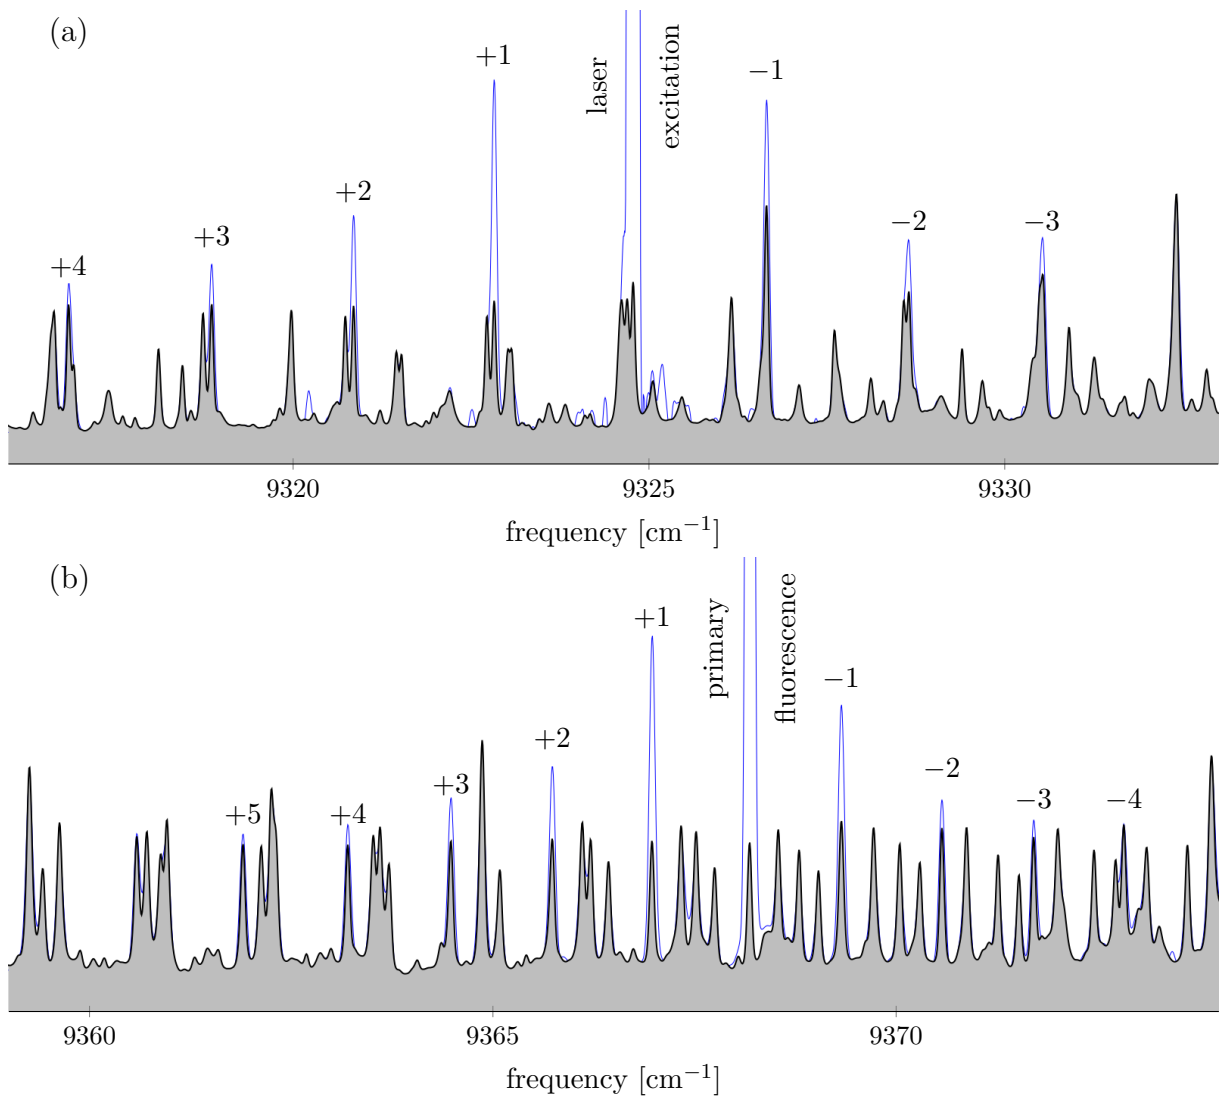 (a)
+4
+3
+2
+1
laser
excitation
−1
−2
−3
9320
9325
9330
frequency [cm⁻¹]
(b)
+5
+4
+3
+2
+1
primary
fluorescence
−1
−2
−3
−4
9360
9365
9370
frequency [cm⁻¹]